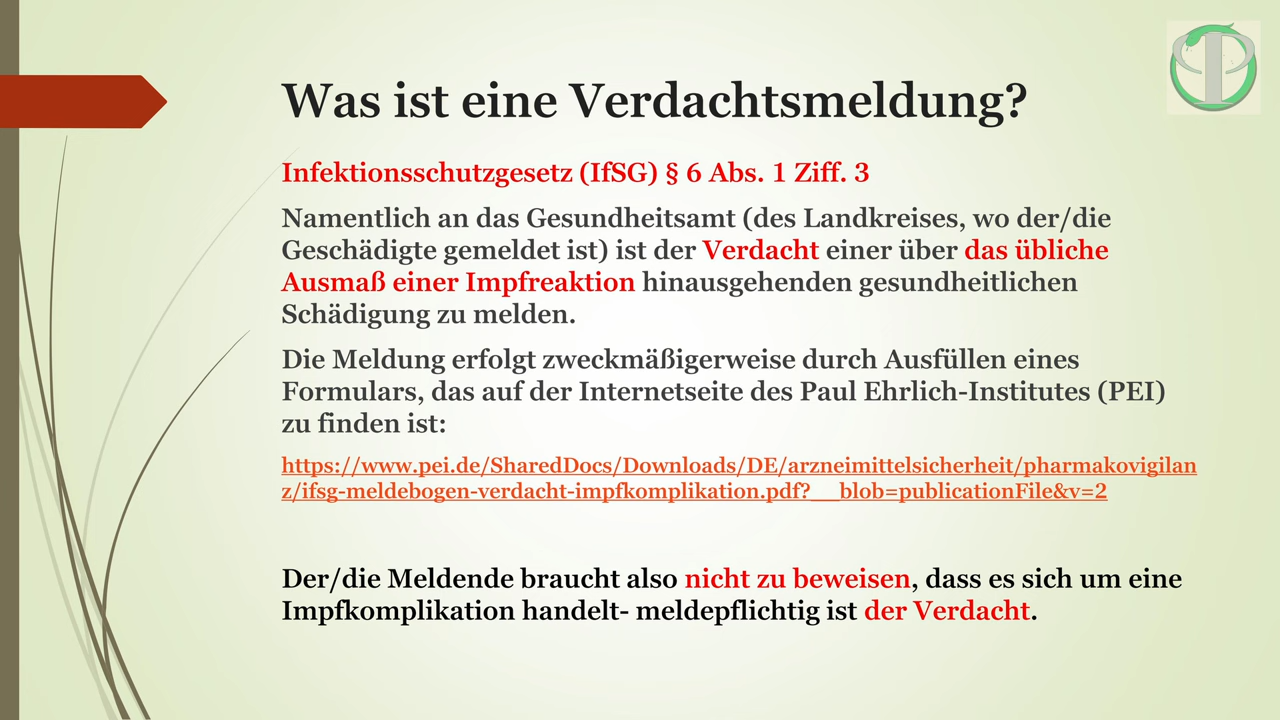 Was ist eine Verdachtsmeldung?
Infektionsschutzgesetz (IfSG) § 6 Abs. 1 Ziff. 3
Namentlich an das Gesundheitsamt (des Landkreises, wo der/die
Geschädigte gemeldet ist) ist der Verdacht einer über das übliche
Ausmaß einer Impfreaktion hinausgehenden gesundheitlichen
Schädigung zu melden.
Die Meldung erfolgt zweckmäßigerweise durch Ausfüllen eines
Formulars, das auf der Internetseite des Paul Ehrlich-Institutes (PEI)
zu finden ist:
https://www.pei.de/SharedDocs/Downloads/DE/arzneimittelsicherheit/pharmakovigilan
z/ifsg-meldebogen-verdacht-impfkomplikation.pdf?__blob=publicationFile&v=2
Der/die Meldende braucht also nicht zu beweisen, dass es sich um eine
Impfkomplikation handelt- meldepflichtig ist der Verdacht.